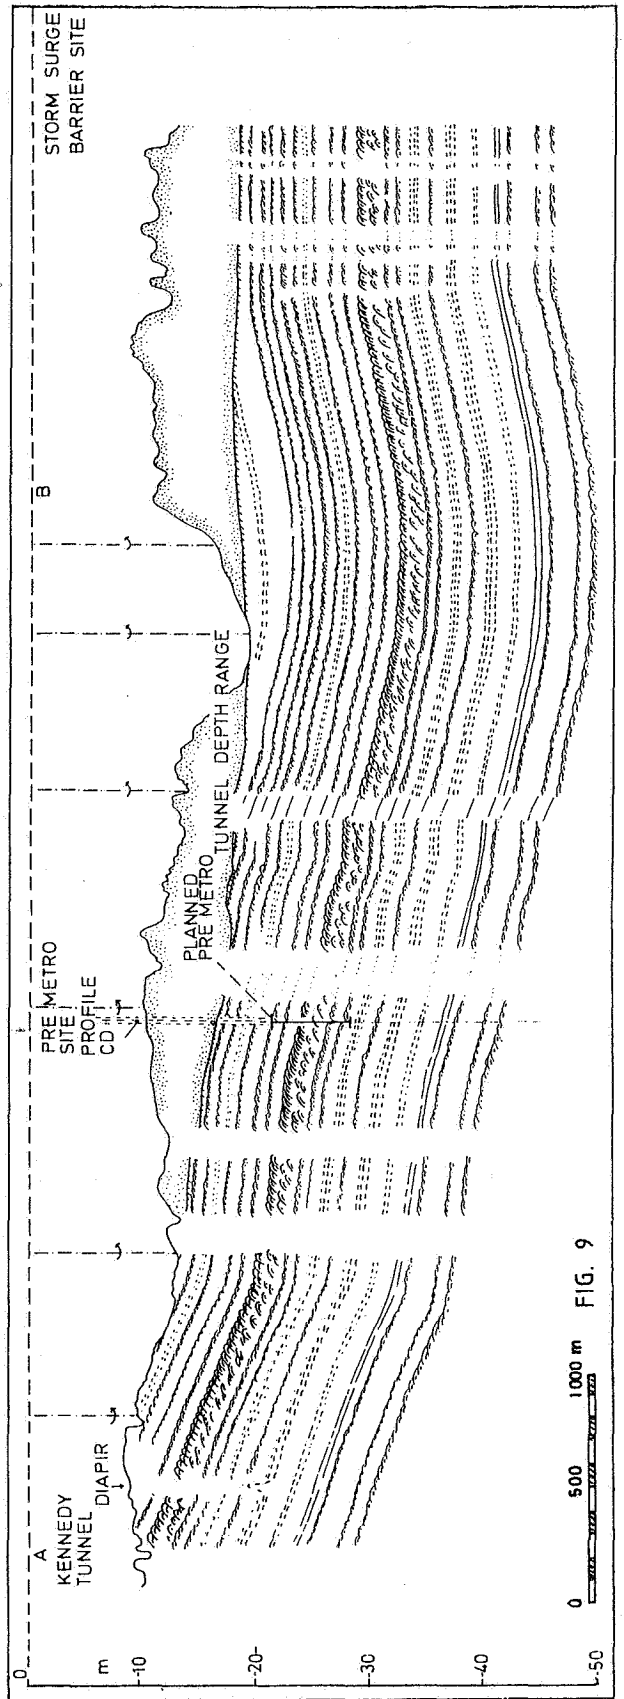 STORM SURGE
BARRIER SITE
B
TUNNEL DEPTH RANGE
PLANNED
PRE METRO
PRE METRO
SITE
PROFILE
CD
DIAPIR
A
KENNEDY
TUNNEL
0
m
-10
-20-
-30-
-40-
-50
0
500
1000 m
FIG. 9